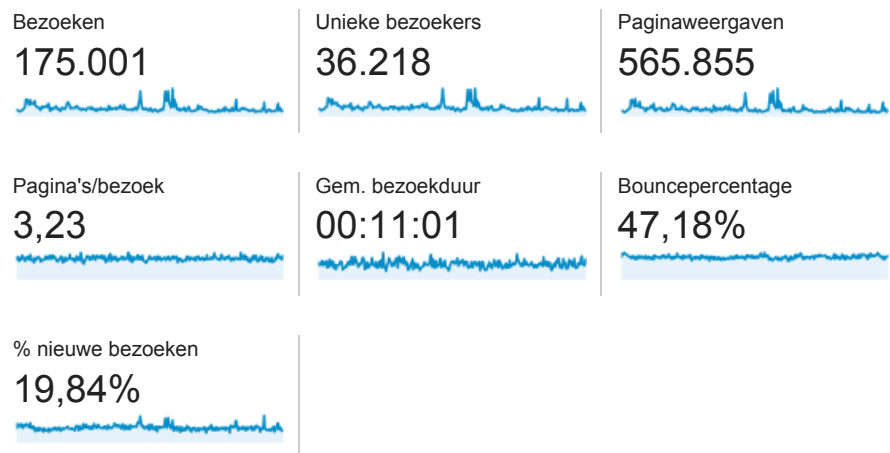 Bezoeken
175.001
Unieke bezoekers
36.218
Paginaweergaven
565.855
Pagina's/bezoek
3,23
Gem. bezoekduur
00:11:01
Bouncepercentage
47,18%
% nieuwe bezoeken
19,84%